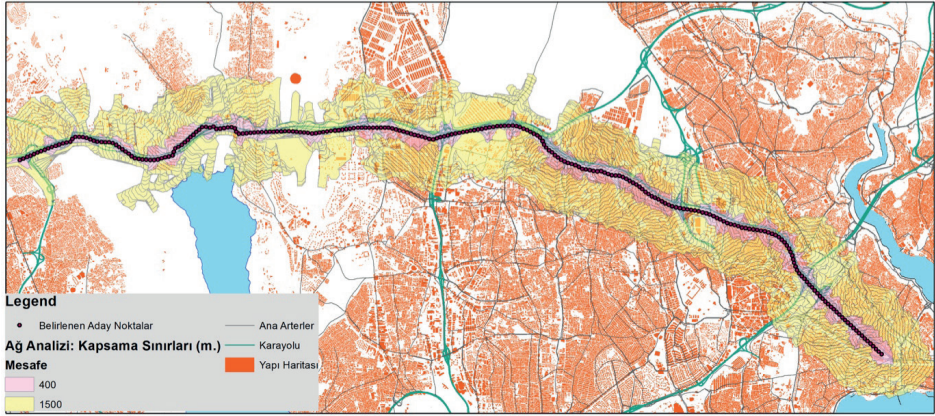 Legend
Belirlenen Aday Noktalar
Ağ Analizi: Kapsama Sınırları (m.)
Mesafe
400
1500
Ana Arterler
Karayolu
Yapı Haritası